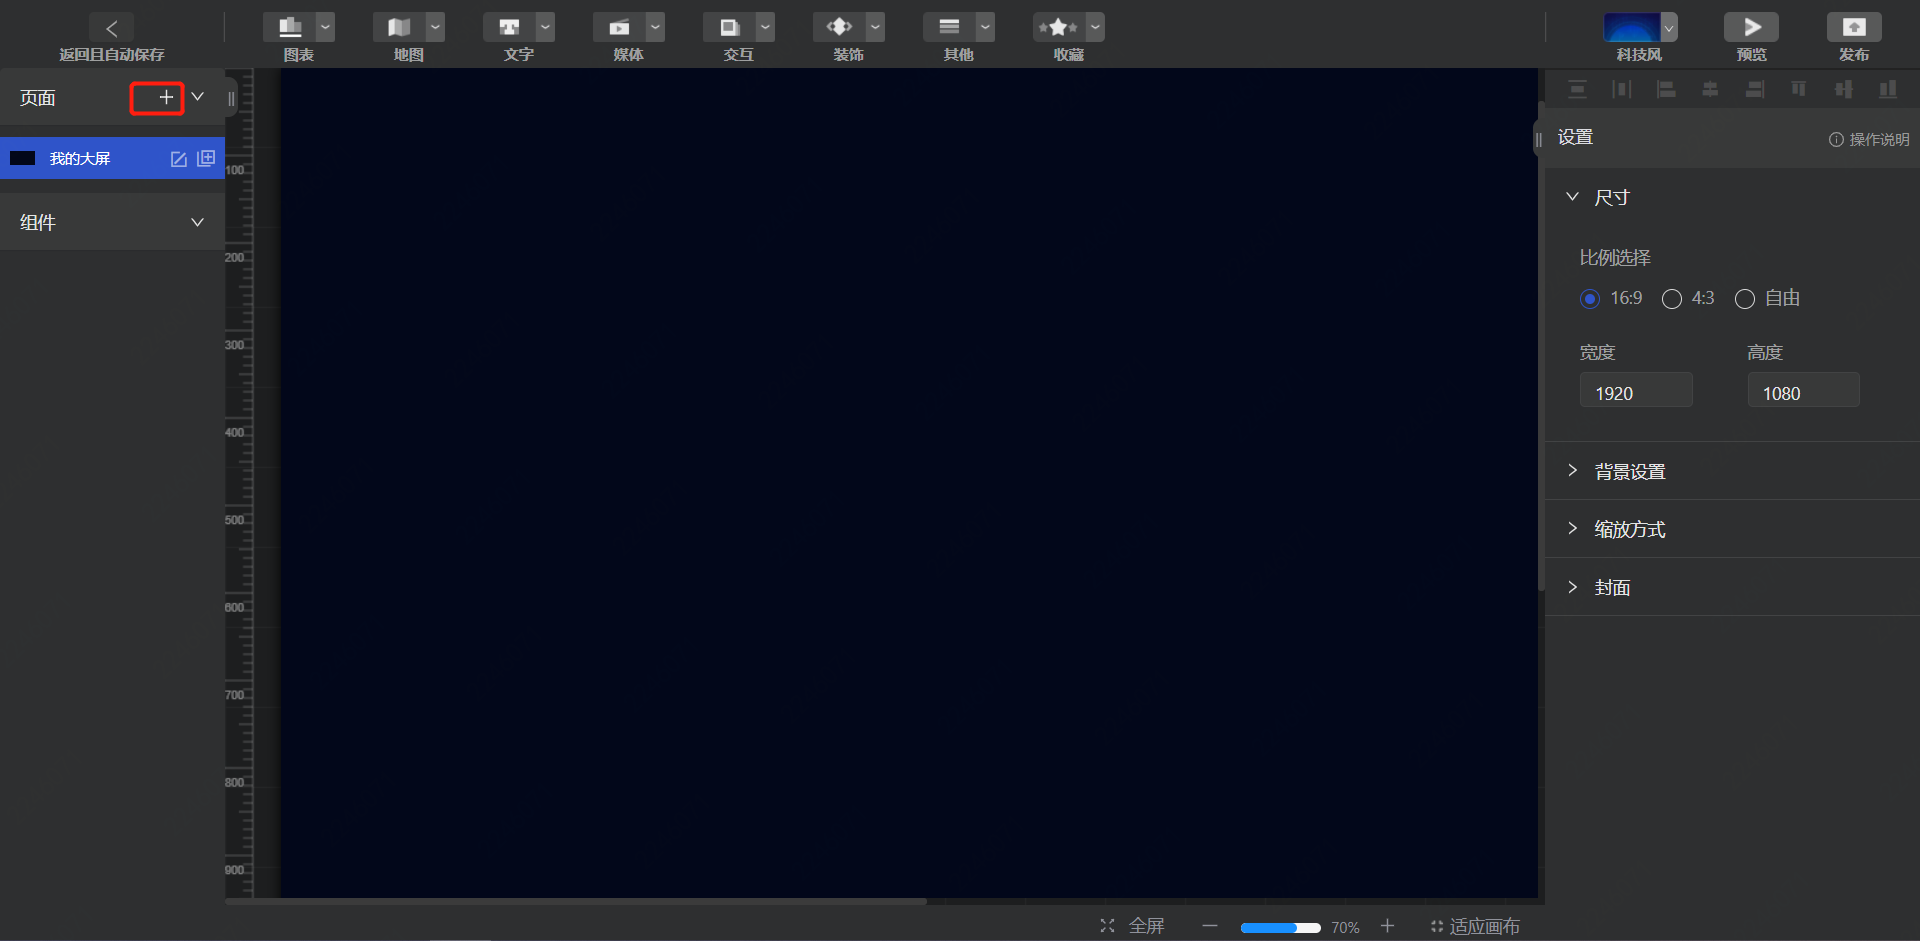 返回且自动保存
图表
地图
文字
媒体
交互
装饰
其他
收藏
科技风
预览
发布
页面
我的大屏
组件
100
200
300
400
500
600
700
800
900
设置
操作说明
尺寸
比例选择
16:9 4:3 自由
宽度 高度
1920 1080
背景设置
缩放方式
封面
全屏 70% 适应画布